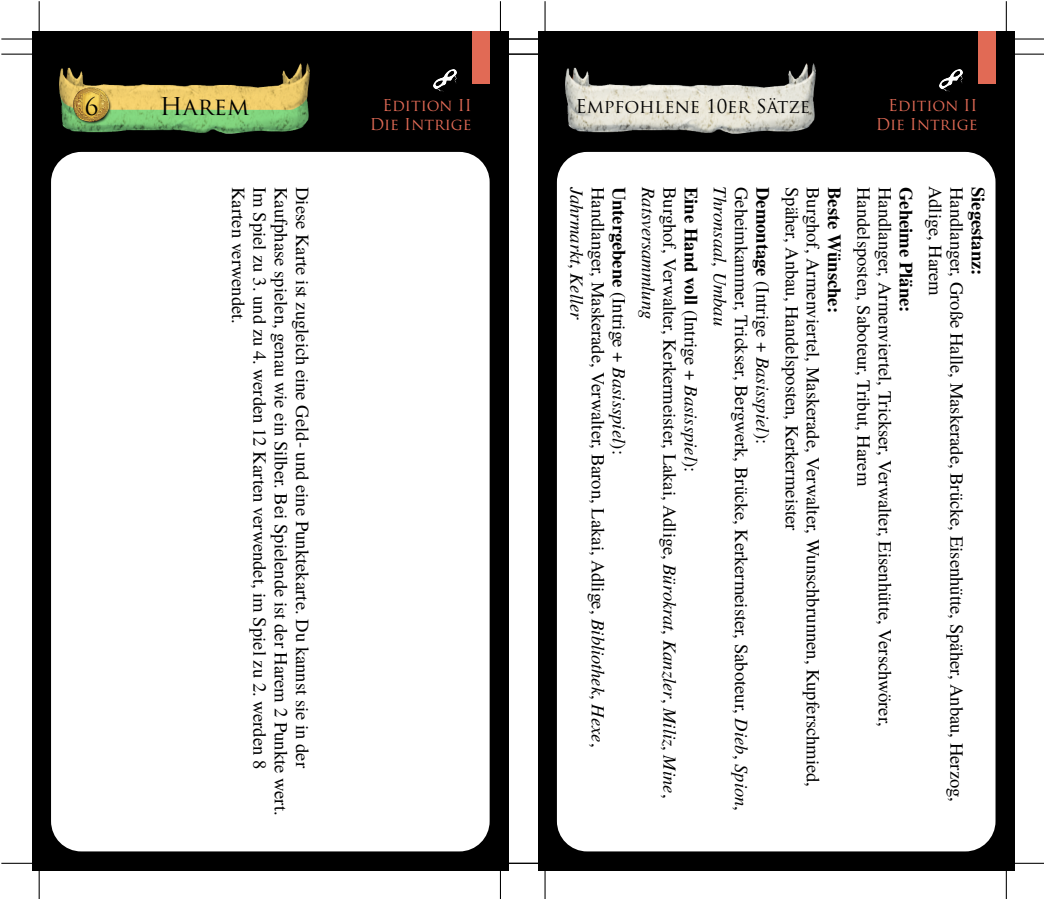 6
HAREM
EDITION II
DIE INTRIGE
Diese Karte ist zugleich eine Geld- und eine Punktekarte. Du kannst sie in der
Kaufphase spielen, genau wie ein Silber. Bei Spielende ist der Harem 2 Punkte wert.
Im Spiel zu 3. und zu 4. werden 12 Karten verwendet, im Spiel zu 2. werden 8
Karten verwendet.
EMPFOHLENE 10ER SÄTZE
EDITION II
DIE INTRIGE
Siegestanz:
Handlanger, Große Halle, Maskerade, Brücke, Eisenhütte, Späher, Anbau, Herzog,
Adlige, Harem
Geheime Pläne:
Handlanger, Armenviertel, Trickser, Verwalter, Eisenhütte, Verschwörer,
Handelsposten, Saboteur, Tribut, Harem
Beste Wünsche:
Burghof, Armenviertel, Maskerade, Verwalter, Wunschbrunnen, Kupferschmied,
Späher, Anbau, Handelsposten, Kerkermeister
Demontage (Intrige + Basisspiel):
Geheimkammer, Trickser, Bergwerk, Brücke, Kerkermeister, Saboteur, Dieb, Spion,
Thronsaal, Umbau
Eine Hand voll (Intrige + Basisspiel):
Burghof, Verwalter, Kerkermeister, Lakai, Adlige, Bürokrat, Kanzler, Miliz, Mine,
Ratsversammlung
Untergebene (Intrige + Basisspiel):
Handlanger, Maskerade, Verwalter, Baron, Lakai, Adlige, Bibliothek, Hexe,
Jahrmarkt, Keller